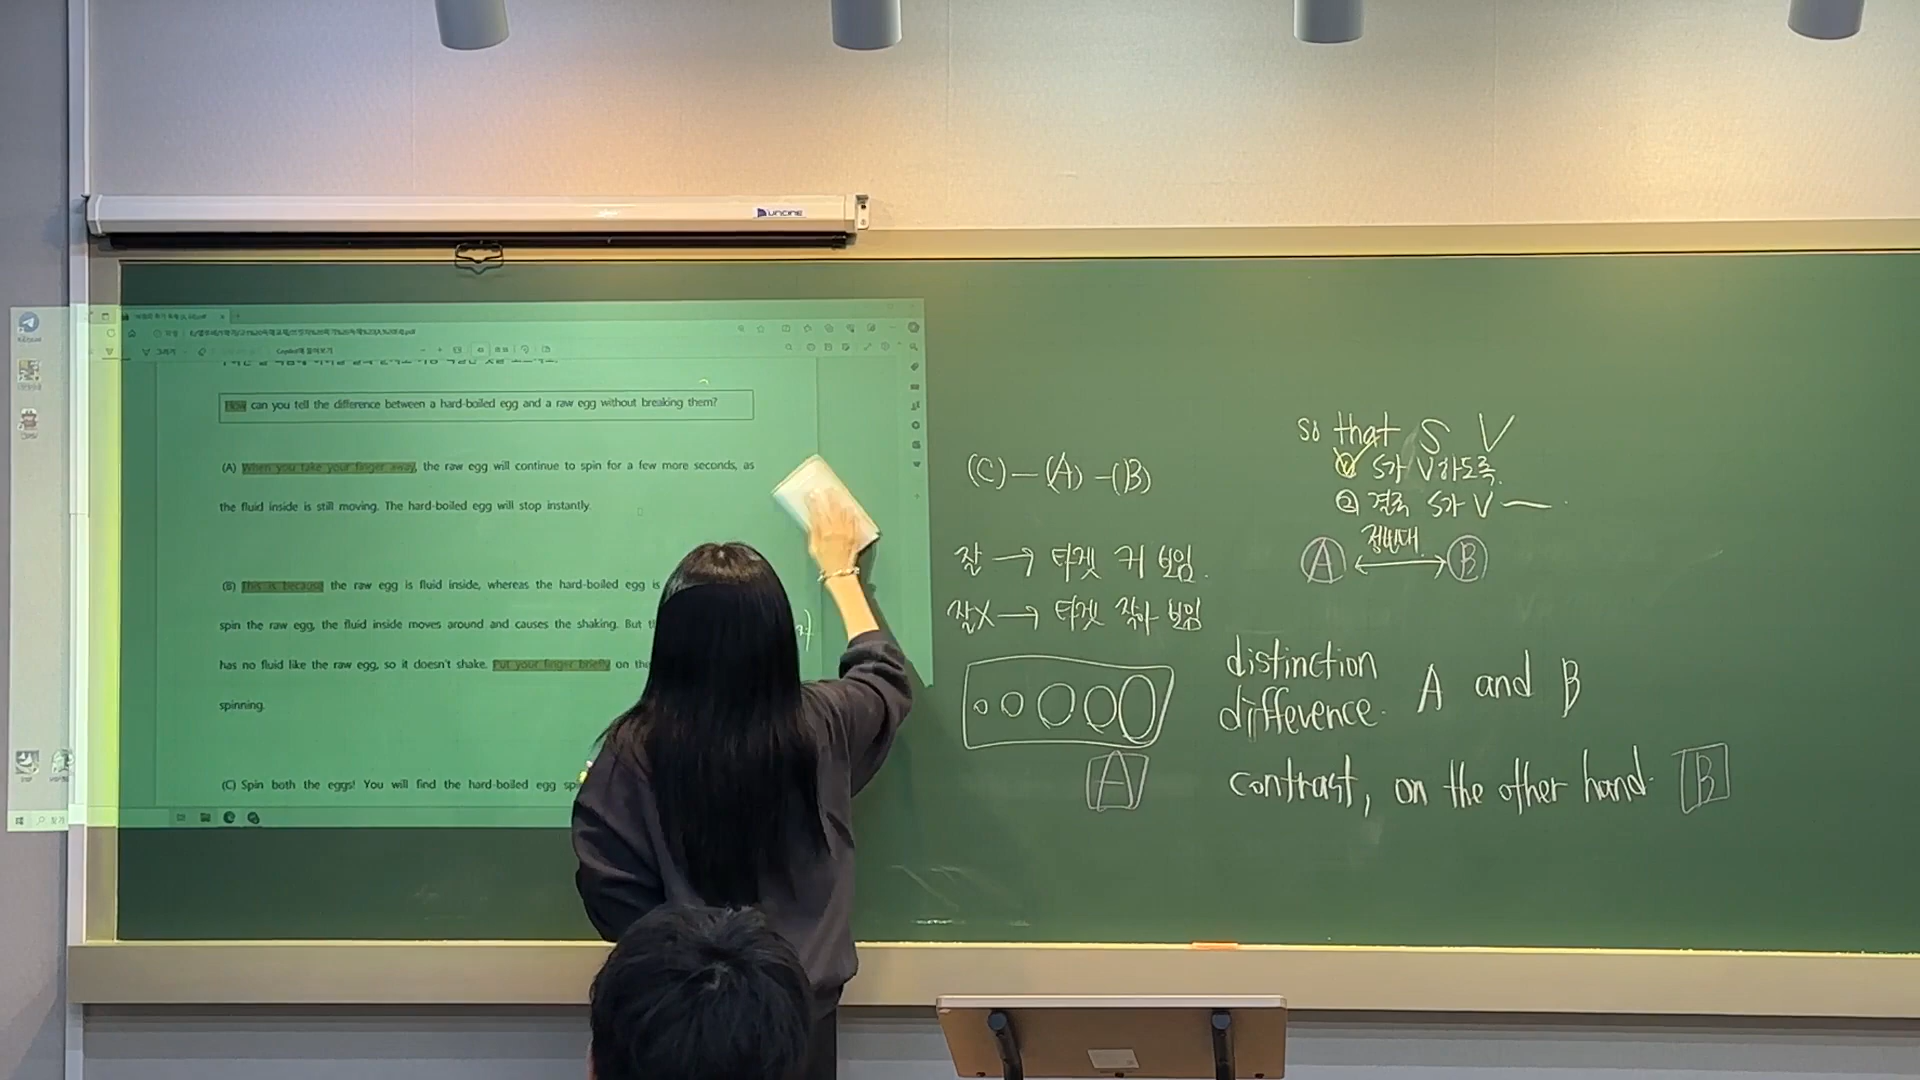 UNCINE
How can you tell the difference between a hard-boiled egg and a raw egg without breaking them?
(A) When you take your finger away, the raw egg will continue to spin for a few more seconds, as
the fluid inside is still moving. The hard-boiled egg will stop instantly.
(B) This is because the raw egg is fluid inside, whereas the hard-boiled egg is
spin the raw egg, the fluid inside moves around and causes the shaking. But
has no fluid like the raw egg, so it doesn't shake. Put your finger briefly on
spinning.
(C) Spin both the eggs! You will find the hard-boiled egg
(C) - (A) - (B)
잘 → 타겟 커 보임.
잘X → 타겟 작아 보임
A
so that S V
① S가 V하도록.
② 결국 S가 V
정반대
A ↔ B
distinction
difference. A and B
contrast, on the other hand. B